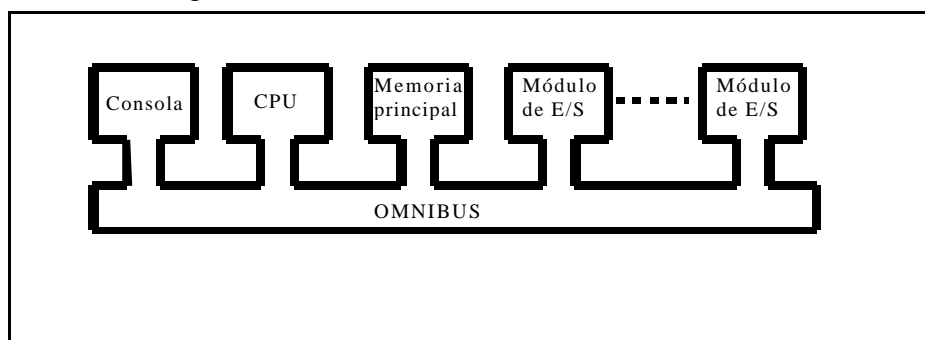 Consola
CPU
Memoria
principal
Módulo
de E/S
Módulo
de E/S
OMNIBUS